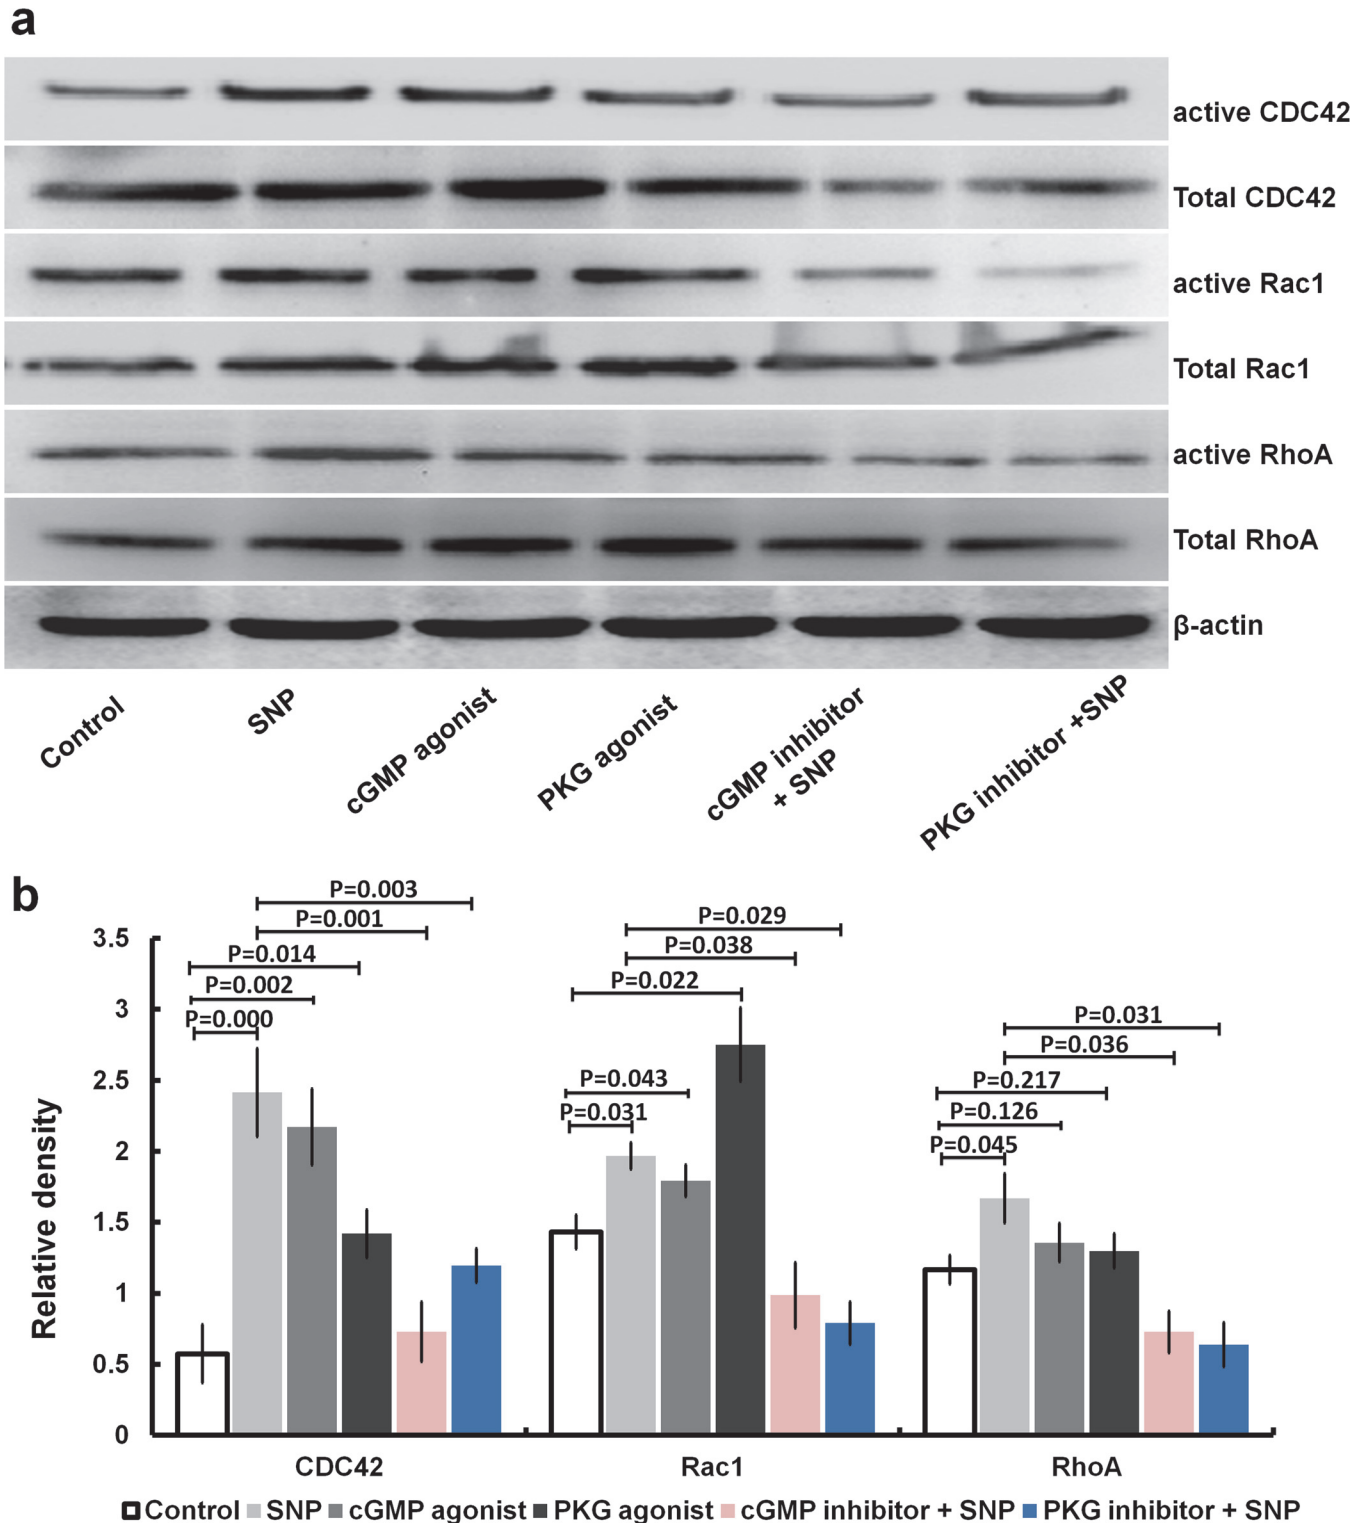 a
active CDC42
Total CDC42
active Rac1
Total Rac1
active RhoA
Total RhoA
β-actin
Control
SNP
cGMP agonist
PKG agonist
cGMP inhibitor
+ SNP
PKG inhibitor +SNP
b
P=0.003
P=0.001
P=0.014
P=0.002
P=0.000
P=0.029
P=0.038
P=0.022
P=0.043
P=0.031
P=0.031
P=0.036
P=0.217
P=0.126
P=0.045
Relative density
3.5
3
2.5
2
1.5
1
0.5
0
CDC42 Rac1 RhoA
Control SNP cGMP agonist PKG agonist cGMP inhibitor + SNP PKG inhibitor + SNP